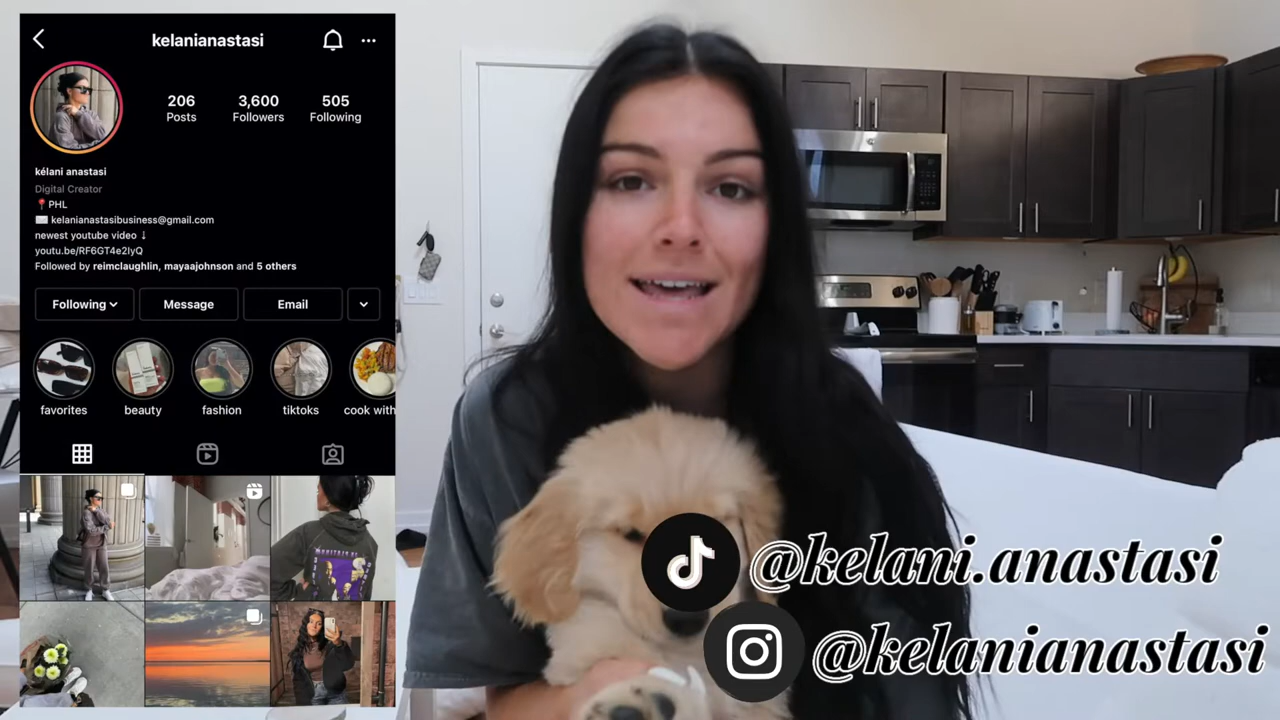 kelanianastasi
206
3,600
505
Posts
Followers
Following
kélani anastasi
Digital Creator
📍PHL
✉️ kelanianastasibusiness@gmail.com
newest youtube video ↓
youtu.be/RF6GT4e2IyQ
Followed by reimclaughlin, mayaajohnson and 5 others
Following
Message
Email
favorites
beauty
fashion
tiktoks
cook with
@kelani.anastasi
@kelanianastasi